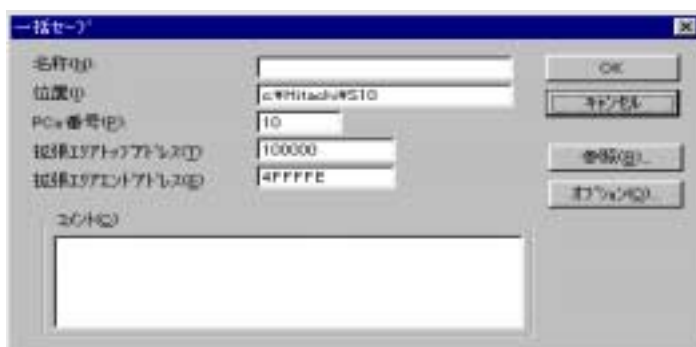 一括セーブ
名称(N)
位置(I)
c:¥Hitachi¥S10
PCs番号(P)
10
拡張エリアトップアドレス(T)
100000
拡張エリアエンドアドレス(E)
4FFFFE
コメント(C)
OK
キャンセル
参照(B)...
オプション(O)...